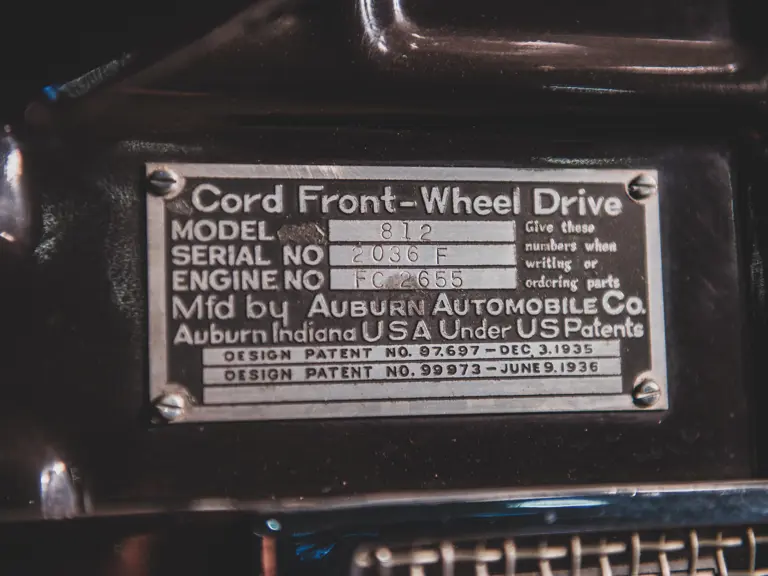 Cord Front-Wheel Drive
MODEL 812
SERIAL NO 2036 F
ENGINE NO FC 2655
Give these
numbers when
writing or
ordering parts
Mfd by AUBURN AUTOMOBILE CO.
Auburn Indiana USA Under US Patents
DESIGN PATENT NO. 97.697-DEC. 3.1935
DESIGN PATENT NO. 99973-JUNE 9.1936